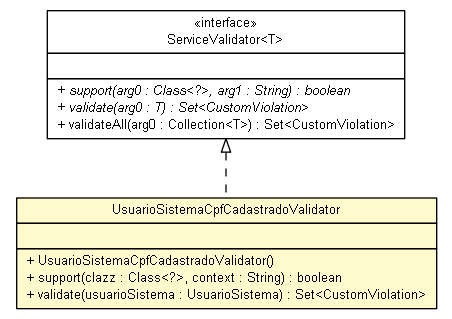 «interface»
ServiceValidator<T>
+ support(arg0 : Class<?>, arg1 : String) : boolean
+ validate(arg0 : T) : Set<CustomViolation>
+ validateAll(arg0 : Collection<T>) : Set<CustomViolation>
UsuarioSistemaCpfCadastradoValidator
+ UsuarioSistemaCpfCadastradoValidator()
+ support(clazz : Class<?>, context : String) : boolean
+ validate(usuarioSistema : UsuarioSistema) : Set<CustomViolation>